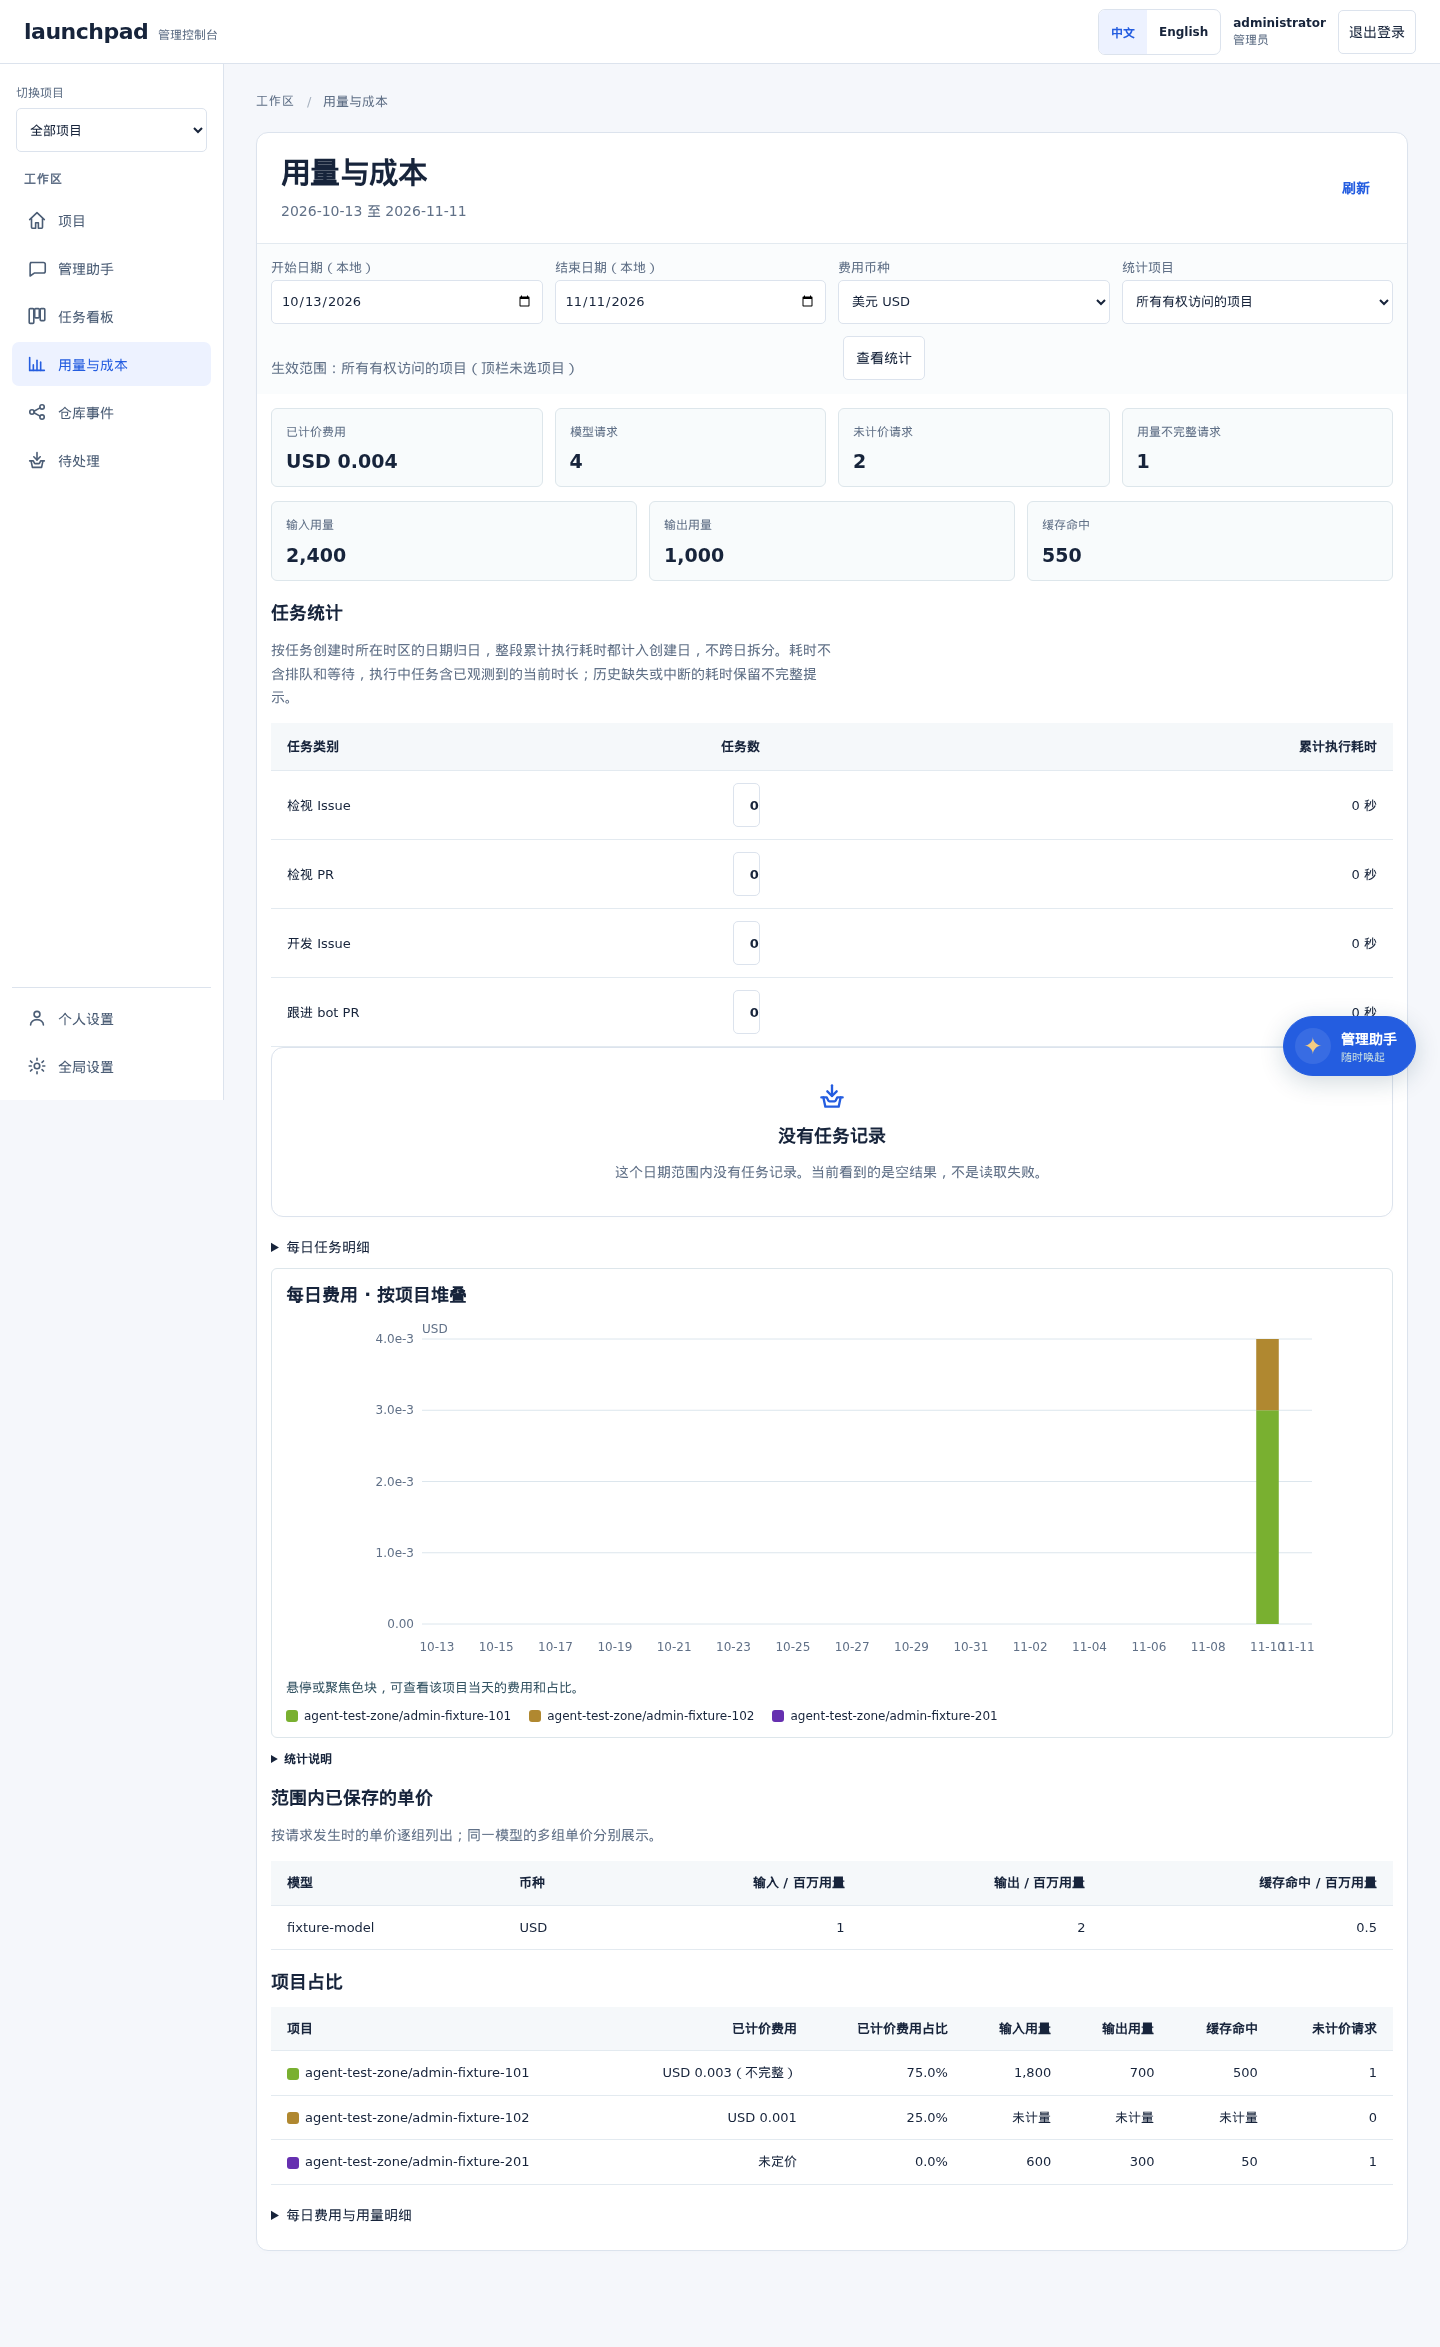 launchpad 管理控制台
中文 English administrator 管理员 退出登录
切换项目
全部项目
工作区
项目
管理助手
任务看板
用量与成本
仓库事件
待处理
个人设置
全局设置
工作区 / 用量与成本
用量与成本
2026-10-13 至 2026-11-11
刷新
开始日期（本地） 结束日期（本地） 费用币种 统计项目
10/13/2026 11/11/2026 美元 USD 所有有权访问的项目
生效范围：所有有权访问的项目（顶栏未选项目） 查看统计
已计价费用 模型请求 未计价请求 用量不完整请求
USD 0.004 4 2 1
输入用量 输出用量 缓存命中
2,400 1,000 550
任务统计
按任务创建时所在时区的日期归日，整段累计执行耗时都计入创建日，不跨日拆分。耗时不
含排队和等待，执行中任务含已观测到的当前时长；历史缺失或中断的耗时保留不完整提
示。
任务类别 任务数 累计执行耗时
检视 Issue 0 0 秒
检视 PR 0 0 秒
开发 Issue 0 0 秒
跟进 bot PR 0 0 秒
管理助手
随时唤起
没有任务记录
这个日期范围内没有任务记录。当前看到的是空结果，不是读取失败。
每日任务明细
每日费用 · 按项目堆叠
USD
4.0e-3
3.0e-3
2.0e-3
1.0e-3
0.00
10-13 10-15 10-17 10-19 10-21 10-23 10-25 10-27 10-29 10-31 11-02 11-04 11-06 11-08 11-10 11-11
悬停或聚焦色块，可查看该项目当天的费用和占比。
agent-test-zone/admin-fixture-101 agent-test-zone/admin-fixture-102 agent-test-zone/admin-fixture-201
统计说明
范围内已保存的单价
按请求发生时的单价逐组列出；同一模型的多组单价分别展示。
模型 币种 输入 / 百万用量 输出 / 百万用量 缓存命中 / 百万用量
fixture-model USD 1 2 0.5
项目占比
项目 已计价费用 已计价费用占比 输入用量 输出用量 缓存命中 未计价请求
agent-test-zone/admin-fixture-101 USD 0.003（不完整） 75.0% 1,800 700 500 1
agent-test-zone/admin-fixture-102 USD 0.001 25.0% 未计量 未计量 未计量 0
agent-test-zone/admin-fixture-201 未定价 0.0% 600 300 50 1
每日费用与用量明细